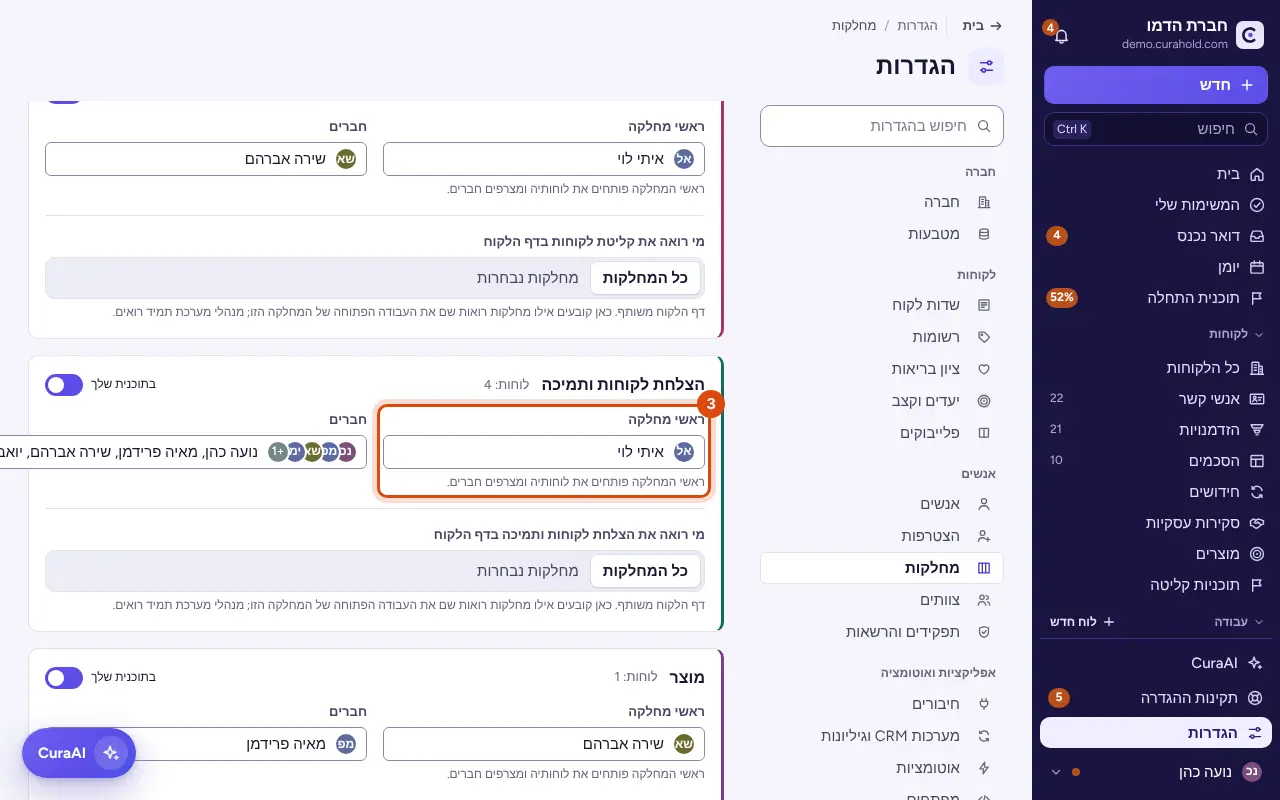 חברת הדמו
demo.curahold.com
4
חדש
חיפוש
Ctrl K
בית
המשימות שלי
דואר נכנס
4
יומן
תוכנית התחלה
52%
לקוחות
כל הלקוחות
אנשי קשר
22
הזדמנויות
21
הסכמים
10
חידושים
סקירות עסקיות
מוצרים
תוכניות קליטה
עבודה
לוח חדש
CuraAI
תקינות ההגדרה
5
הגדרות
נכ
נועה כהן
בית
הגדרות / מחלקות
הגדרות
חיפוש בהגדרות
חברה
חברה
מטבעות
לקוחות
שדות לקוח
רשומות
ציון בריאות
יעדים וקצב
פלייבוקים
אנשים
אנשים
הצטרפות
מחלקות
צוותים
תפקידים והרשאות
אפליקציות ואוטומציה
חיבורים
מערכות CRM וגיליונות
אוטומציות
מפתחים
ראשי מחלקה
חברים
אל איתי לוי
שא שירה אברהם
ראשי המחלקה פותחים את לוחותיה ומצרפים חברים.
מי רואה את קליטת לקוחות בדף הלקוח
כל המחלקות
מחלקות נבחרות
דף הלקוח משותף. כאן קובעים אילו מחלקות רואות שם את העבודה הפתוחה של המחלקה הזו; מנהלי מערכת תמיד רואים.
3
הצלחת לקוחות ותמיכה
לוחות: 4
בתוכנית שלך
ראשי מחלקה
חברים
אל איתי לוי
נכ מפ שא ימ +1
נועה כהן, מאיה פרידמן, שירה אברהם, יואב
ראשי המחלקה פותחים את לוחותיה ומצרפים חברים.
מי רואה את הצלחת לקוחות ותמיכה בדף הלקוח
כל המחלקות
מחלקות נבחרות
דף הלקוח משותף. כאן קובעים אילו מחלקות רואות שם את העבודה הפתוחה של המחלקה הזו; מנהלי מערכת תמיד רואים.
מוצר
לוחות: 1
בתוכנית שלך
ראשי מחלקה
חברים
שא שירה אברהם
מפ מאיה פרידמן
ראשי המחלקה פותחים את לוחותיה ומצרפים חברים.
CuraAI